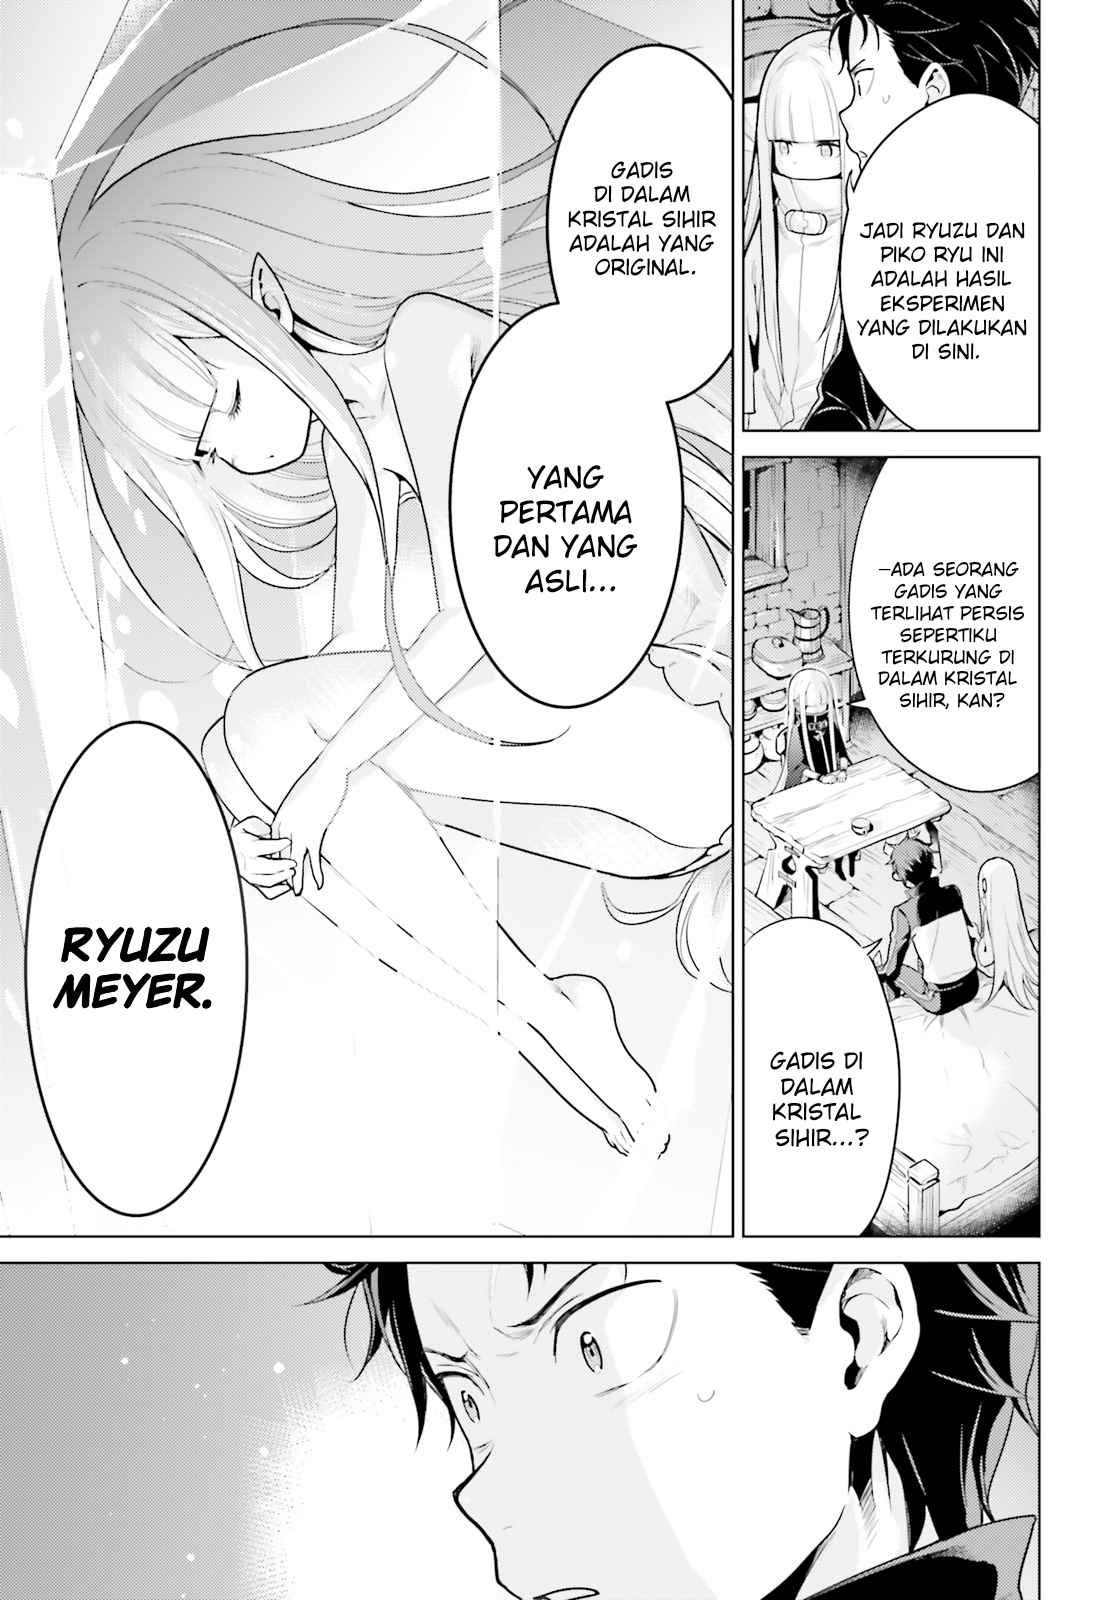 JADI RYUZU DAN
PIKO RYU INI
ADALAH HASIL
EKSPERIMEN
YANG DILAKUKAN
DI SINI.
–ADA SEORANG
GADIS YANG
TERLIHAT PERSIS
SEPERTIKU
TERKURUNG DI
DALAM KRISTAL
SIHIR, KAN?
GADIS DI
DALAM
KRISTAL
SIHIR...?
GADIS
DI DALAM
KRISTAL SIHIR
ADALAH YANG
ORIGINAL.
YANG
PERTAMA
DAN YANG
ASLI...
RYUZU
MEYER.